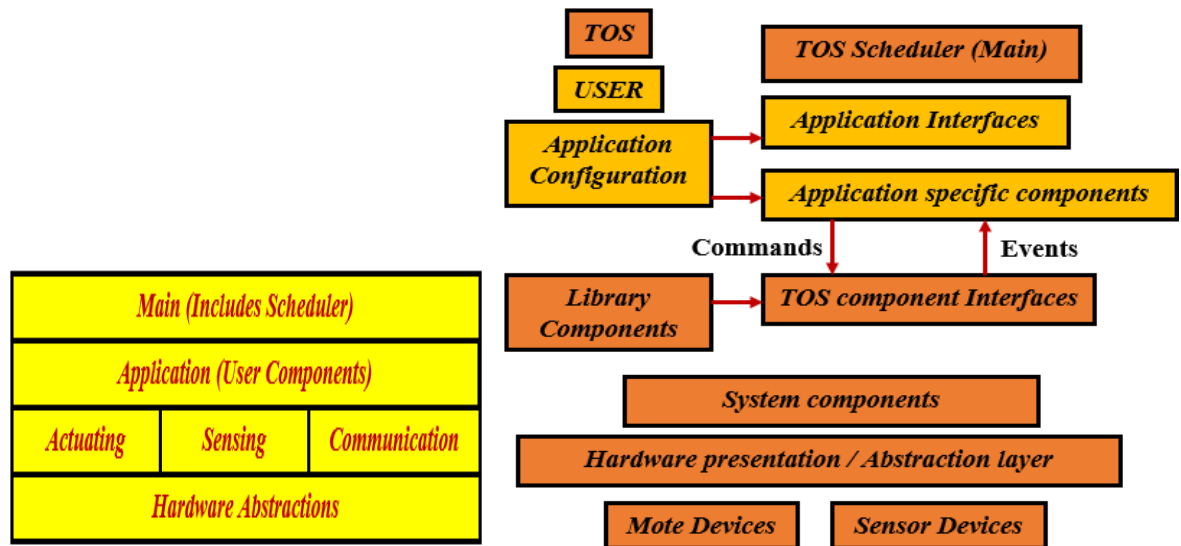 TOS
TOS Scheduler (Main)
USER
Application Interfaces
Application
Configuration
Application specific components
Commands
Events
Library
Components
TOS component Interfaces
System components
Hardware presentation / Abstraction layer
Mote Devices
Sensor Devices
Main (Includes Scheduler)
Application (User Components)
Actuating
Sensing
Communication
Hardware Abstractions